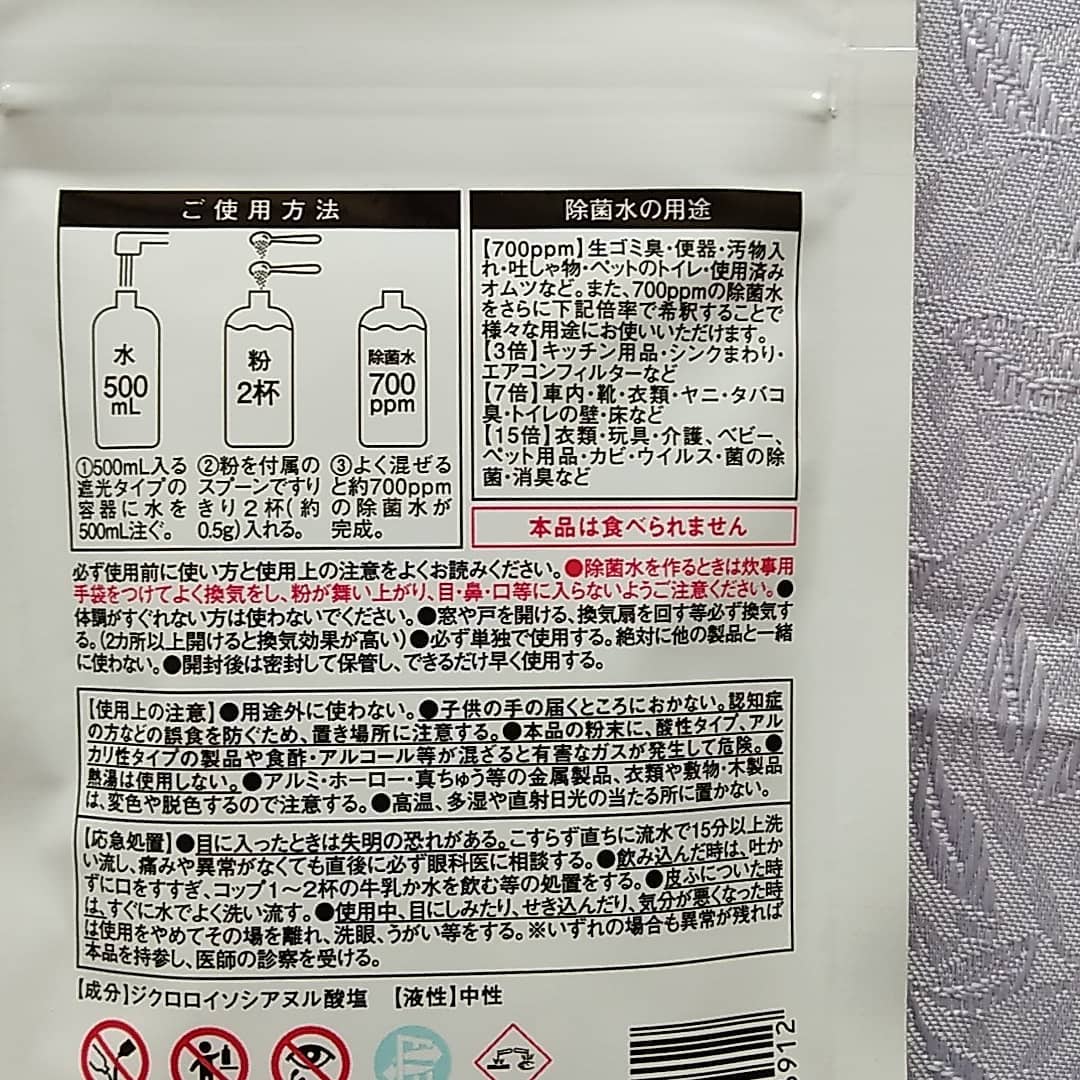 ご使用方法
水
500
mL
粉
2杯
除菌水
700
ppm
①500mL入る
遮光タイプの
容器に水を
500mL注ぐ。
②粉を付属の
スプーンですり
きり2杯(約
0.5g)入れる。
③よく混ぜる
と約700ppm
の除菌水が
完成。
除菌水の用途
【700ppm】生ゴミ臭・便器・汚物入
れ・吐しゃ物・ペットのトイレ・使用済み
オムツなど。また、700ppmの除菌水
をさらに下記倍率で希釈することで
様々な用途にお使いいただけます。
【3倍】キッチン用品・シンクまわり・
エアコンフィルターなど
【7倍】車内・靴・衣類・ヤニ・タバコ
臭・トイレの壁・床など
【15倍】衣類・玩具・介護、ベビー、
ペット用品・カビ・ウイルス・菌の除
菌・消臭など
本品は食べられません
必ず使用前に使い方と使用上の注意をよくお読みください。●除菌水を作るときは炊事用
手袋をつけてよく換気をし、粉が舞い上がり、目・鼻・口等に入らないようご注意ください。●
体調がすぐれない方は使わないでください。●窓や戸を開ける、換気扇を回す等必ず換気す
る。(2カ所以上開けると換気効果が高い)●必ず単独で使用する。絶対に他の製品と一緒
に使わない。●開封後は密封して保管し、できるだけ早く使用する。
【使用上の注意】●用途外に使わない。●子供の手の届くところにおかない。認知症
の方などの誤食を防ぐため、置き場所に注意する。●本品の粉末に、酸性タイプ、アル
カリ性タイプの製品や食酢・アルコール等が混ざると有害なガスが発生して危険。●
熱湯は使用しない。●アルミ・ホーロー・真ちゅう等の金属製品、衣類や敷物・木製品
は、変色や脱色するので注意する。●高温、多湿や直射日光の当たる所に置かない。
【応急処置】●目に入ったときは失明の恐れがある。こすらず直ちに流水で15分以上洗
い流し、痛みや異常がなくても直後に必ず眼科医に相談する。●飲み込んだ時は、吐か
ずに口をすすぎ、コップ1～2杯の牛乳か水を飲む等の処置をする。●皮ふについた時
は、すぐに水でよく洗い流す。●使用中、目にしみたり、せき込んだり、気分が悪くなった時
は使用をやめてその場を離れ、洗眼、うがい等をする。※いずれの場合も異常が残れば
本品を持参し、医師の診察を受ける。
【成分】ジクロロイソシアヌル酸塩 【液性】中性